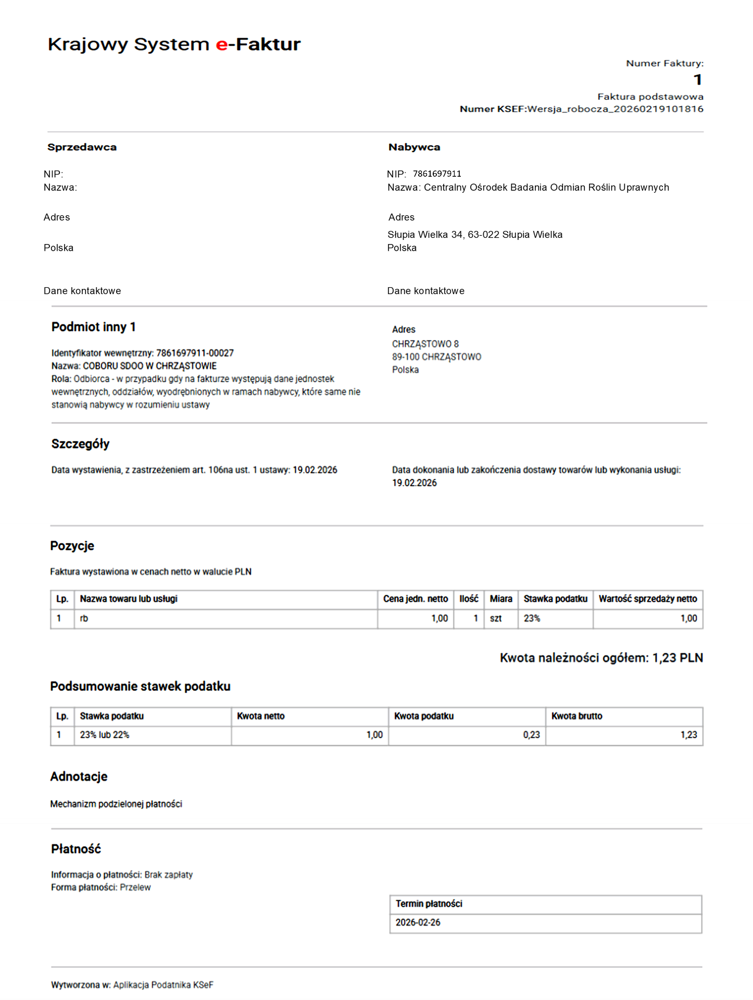 Krajowy System e-Faktur
Numer Faktury:
1
Faktura podstawowa
Numer KSEF:Wersja_robocza_20260219101816
Sprzedawca
NIP:
Nazwa:
Adres
Polska
Dane kontaktowe
Nabywca
NIP: 7861697911
Nazwa: Centralny Ośrodek Badania Odmian Roślin Uprawnych
Adres
Słupia Wielka 34, 63-022 Słupia Wielka
Polska
Dane kontaktowe
Podmiot inny 1
Identyfikator wewnętrzny: 7861697911-00027
Nazwa: COBORU SDOO W CHRZĄSTOWIE
Rola: Odbiorca - w przypadku gdy na fakturze występują dane jednostek
wewnętrznych, oddziałów, wyodrębnionych w ramach nabywcy, które same nie
stanowią nabywcy w rozumieniu ustawy
Adres
CHRZĄSTOWO 8
89-100 CHRZĄSTOWO
Polska
Szczegóły
Data wystawienia, z zastrzeżeniem art. 106na ust. 1 ustawy: 19.02.2026
Data dokonania lub zakończenia dostawy towarów lub wykonania usługi:
19.02.2026
Pozycje
Faktura wystawiona w cenach netto w walucie PLN
Lp. Nazwa towaru lub usługi Cena jedn. netto Ilość Miara Stawka podatku Wartość sprzedaży netto
1 rb 1,00 1 szt 23% 1,00
Kwota należności ogółem: 1,23 PLN
Podsumowanie stawek podatku
Lp. Stawka podatku Kwota netto Kwota podatku Kwota brutto
1 23% lub 22% 1,00 0,23 1,23
Adnotacje
Mechanizm podzielonej płatności
Płatność
Informacja o płatności: Brak zapłaty
Forma płatności: Przelew
Termin płatności
2026-02-26
Wytworzona w: Aplikacja Podatnika KSeF